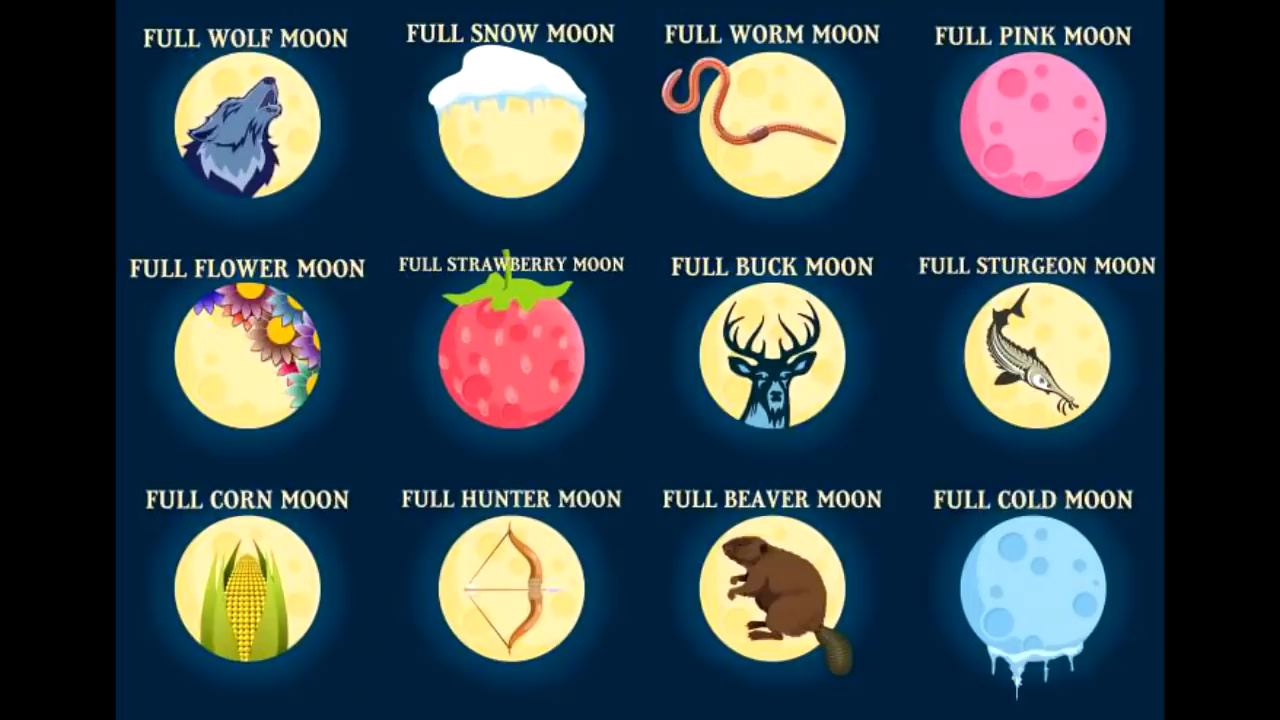 FULL WOLF MOON
FULL SNOW MOON
FULL WORM MOON
FULL PINK MOON
FULL FLOWER MOON
FULL STRAWBERRY MOON
FULL BUCK MOON
FULL STURGEON MOON
FULL CORN MOON
FULL HUNTER MOON
FULL BEAVER MOON
FULL COLD MOON